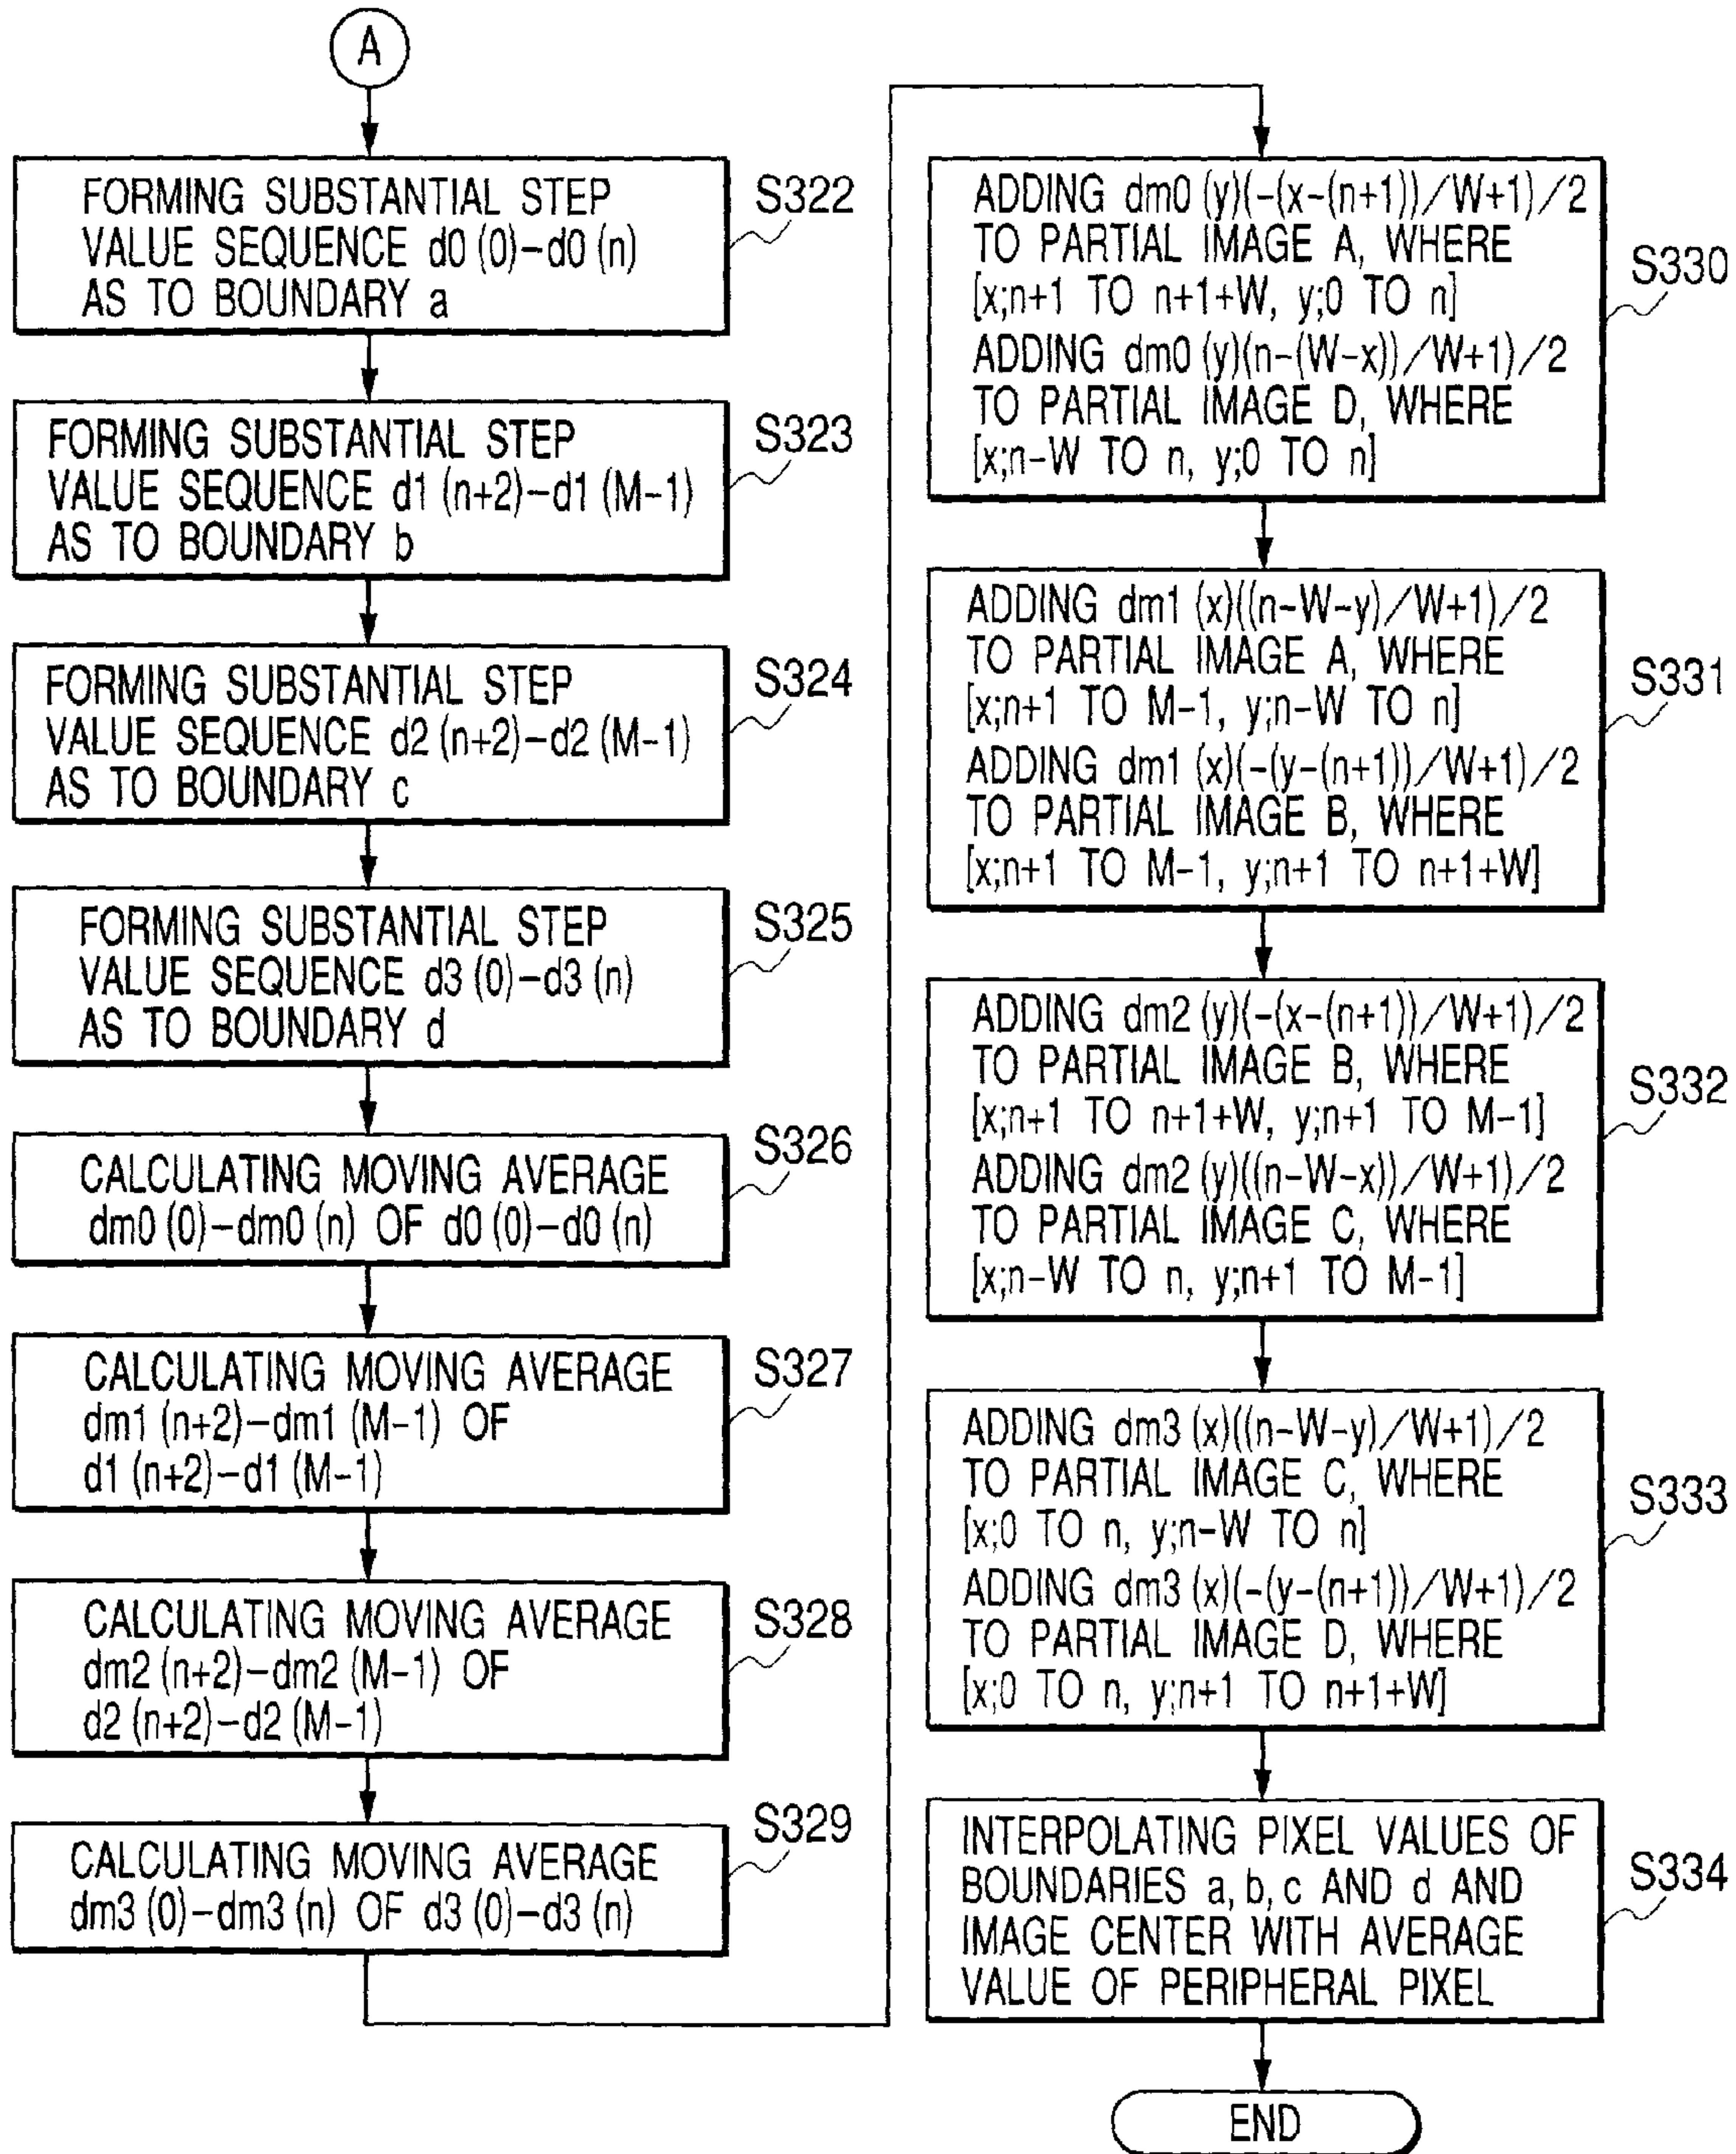 A
FORMING SUBSTANTIAL STEP
VALUE SEQUENCE d0 (0)-d0 (n)
AS TO BOUNDARY a
S322
FORMING SUBSTANTIAL STEP
VALUE SEQUENCE d1 (n+2)-d1 (M-1)
AS TO BOUNDARY b
S323
FORMING SUBSTANTIAL STEP
VALUE SEQUENCE d2 (n+2)-d2 (M-1)
AS TO BOUNDARY c
S324
FORMING SUBSTANTIAL STEP
VALUE SEQUENCE d3 (0)-d3 (n)
AS TO BOUNDARY d
S325
CALCULATING MOVING AVERAGE
dm0 (0)-dm0 (n) OF d0 (0)-d0 (n)
S326
CALCULATING MOVING AVERAGE
dm1 (n+2)-dm1 (M-1) OF
d1 (n+2)-d1 (M-1)
S327
CALCULATING MOVING AVERAGE
dm2 (n+2)-dm2 (M-1) OF
d2 (n+2)-d2 (M-1)
S328
CALCULATING MOVING AVERAGE
dm3 (0)-dm3 (n) OF d3 (0)-d3 (n)
S329
ADDING dm0 (y)(-(x-(n+1))/W+1)/2
TO PARTIAL IMAGE A, WHERE
[x;n+1 TO n+1+W, y;0 TO n]
ADDING dm0 (y)(n-(W-x))/W+1)/2
TO PARTIAL IMAGE D, WHERE
[x;n-W TO n, y;0 TO n]
S330
ADDING dm1 (x)((n-W-y)/W+1)/2
TO PARTIAL IMAGE A, WHERE
[x;n+1 TO M-1, y;n-W TO n]
ADDING dm1 (x)(-(y-(n+1))/W+1)/2
TO PARTIAL IMAGE B, WHERE
[x;n+1 TO M-1, y;n+1 TO n+1+W]
S331
ADDING dm2 (y)(-(x-(n+1))/W+1)/2
TO PARTIAL IMAGE B, WHERE
[x;n+1 TO n+1+W, y;n+1 TO M-1]
ADDING dm2 (y)((n-W-x))/W+1)/2
TO PARTIAL IMAGE C, WHERE
[x;n-W TO n, y;n+1 TO M-1]
S332
ADDING dm3 (x)((n-W-y)/W+1)/2
TO PARTIAL IMAGE C, WHERE
[x;0 TO n, y;n-W TO n]
ADDING dm3 (x)(-(y-(n+1))/W+1)/2
TO PARTIAL IMAGE D, WHERE
[x;0 TO n, y;n+1 TO n+1+W]
S333
INTERPOLATING PIXEL VALUES OF
BOUNDARIES a, b, c AND d AND
IMAGE CENTER WITH AVERAGE
VALUE OF PERIPHERAL PIXEL
S334
END